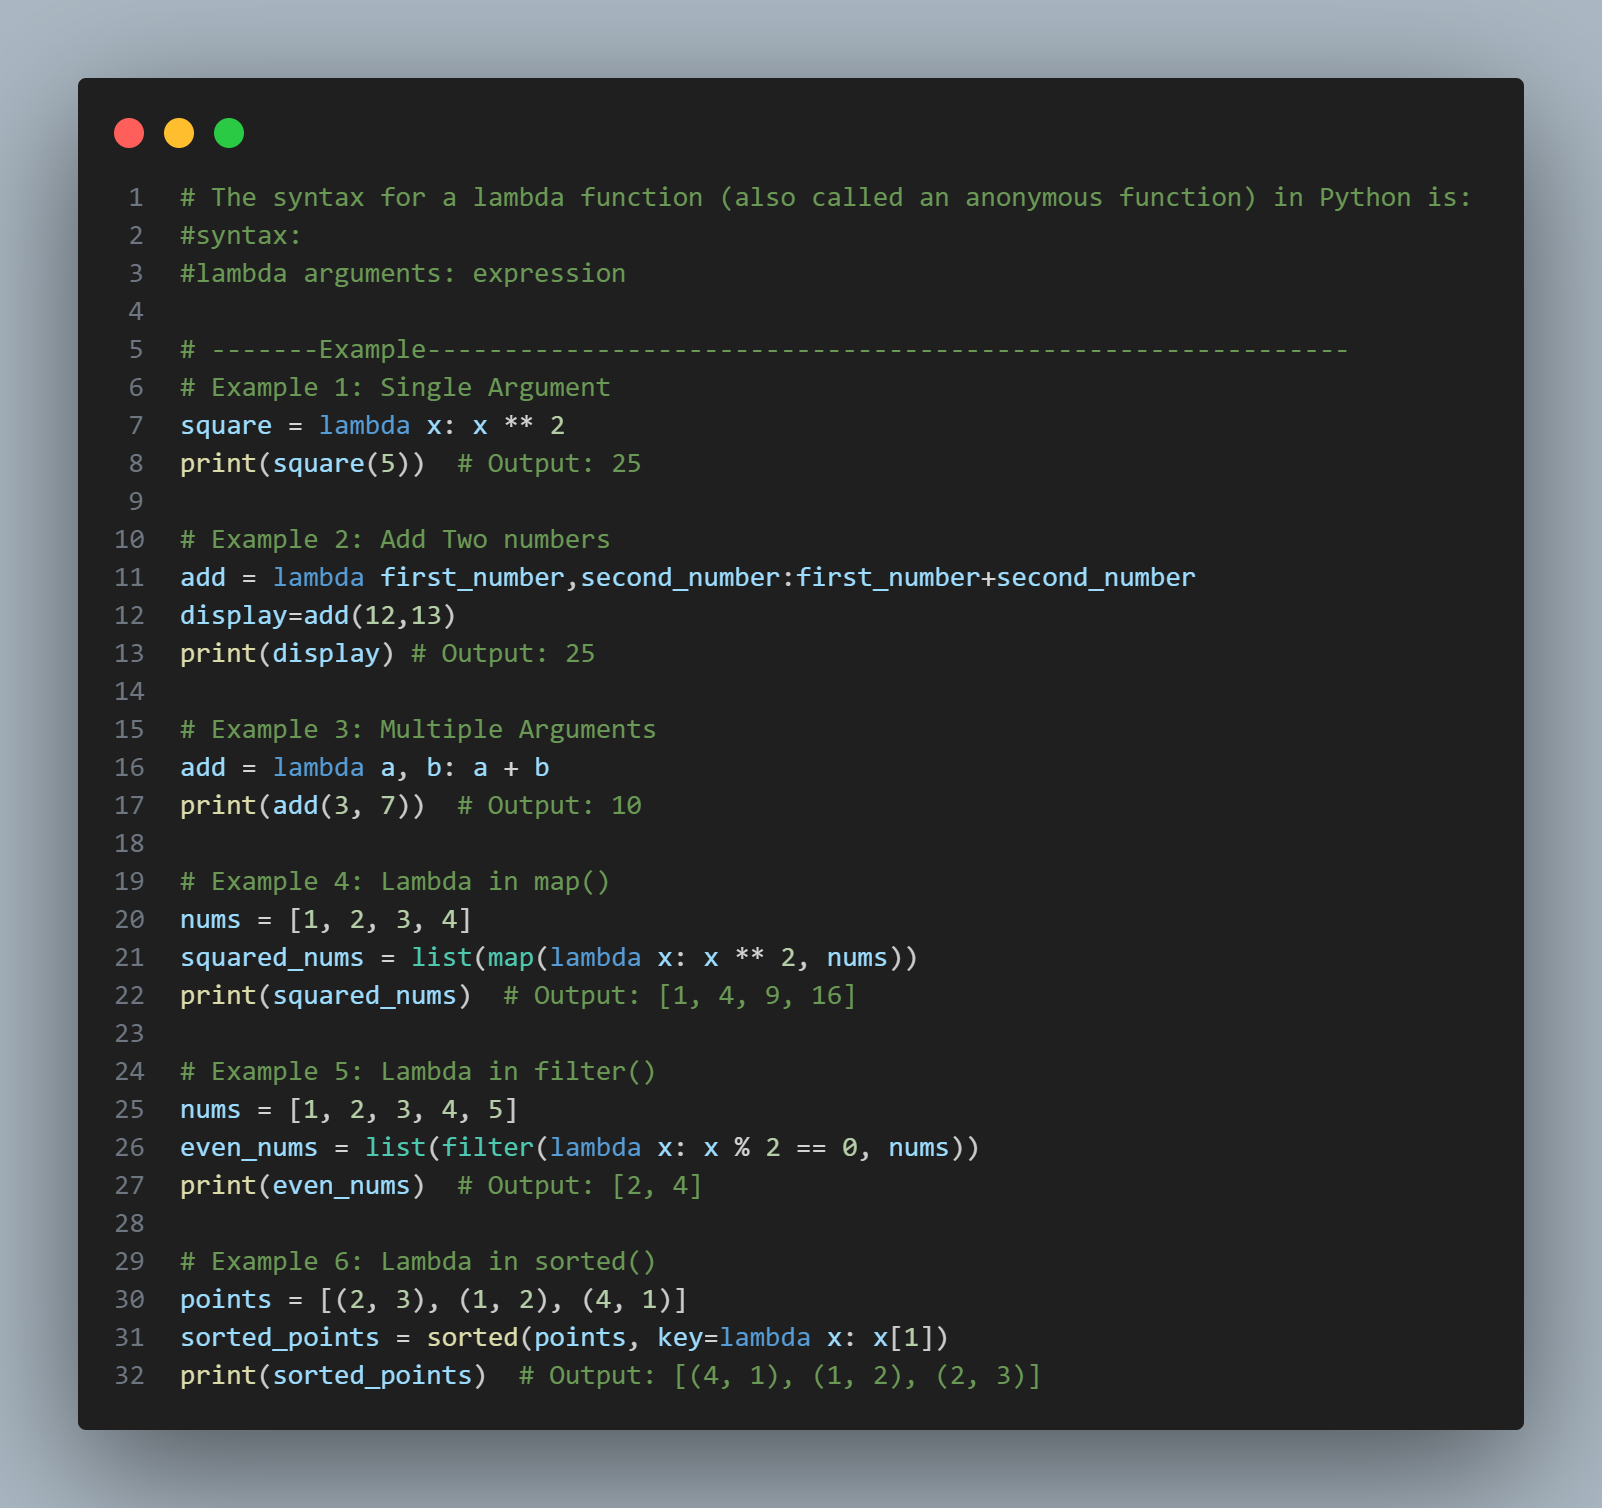 1 # The syntax for a lambda function (also called an anonymous function) in Python is:
2 #syntax:
3 #lambda arguments: expression
4
5 # -------Example------------------------------------------------------------
6 # Example 1: Single Argument
7 square = lambda x: x ** 2
8 print(square(5))  # Output: 25
9
10 # Example 2: Add Two numbers
11 add = lambda first_number,second_number:first_number+second_number
12 display=add(12,13)
13 print(display) # Output: 25
14
15 # Example 3: Multiple Arguments
16 add = lambda a, b: a + b
17 print(add(3, 7))  # Output: 10
18
19 # Example 4: Lambda in map()
20 nums = [1, 2, 3, 4]
21 squared_nums = list(map(lambda x: x ** 2, nums))
22 print(squared_nums)  # Output: [1, 4, 9, 16]
23
24 # Example 5: Lambda in filter()
25 nums = [1, 2, 3, 4, 5]
26 even_nums = list(filter(lambda x: x % 2 == 0, nums))
27 print(even_nums)  # Output: [2, 4]
28
29 # Example 6: Lambda in sorted()
30 points = [(2, 3), (1, 2), (4, 1)]
31 sorted_points = sorted(points, key=lambda x: x[1])
32 print(sorted_points)  # Output: [(4, 1), (1, 2), (2, 3)]